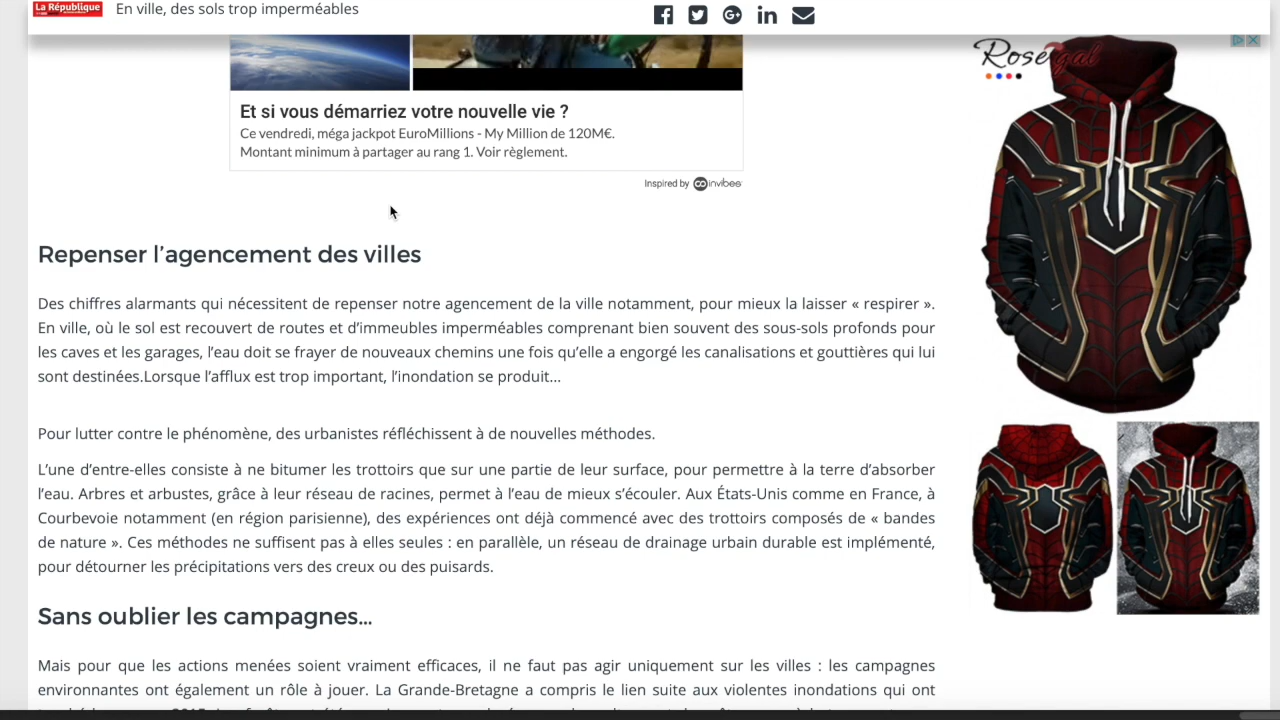 La République
En ville, des sols trop imperméables
Rosegal
Et si vous démarriez votre nouvelle vie ?
Ce vendredi, méga jackpot EuroMillions - My Million de 120M€.
Montant minimum à partager au rang 1. Voir règlement.
Inspired by invibes
Repenser l’agencement des villes
Des chiffres alarmants qui nécessitent de repenser notre agencement de la ville notamment, pour mieux la laisser « respirer ».
En ville, où le sol est recouvert de routes et d’immeubles imperméables comprenant bien souvent des sous-sols profonds pour
les caves et les garages, l’eau doit se frayer de nouveaux chemins une fois qu’elle a engorgé les canalisations et gouttières qui lui
sont destinées.Lorsque l’afflux est trop important, l’inondation se produit…
Pour lutter contre le phénomène, des urbanistes réfléchissent à de nouvelles méthodes.
L’une d’entre-elles consiste à ne bitumer les trottoirs que sur une partie de leur surface, pour permettre à la terre d’absorber
l’eau. Arbres et arbustes, grâce à leur réseau de racines, permet à l’eau de mieux s’écouler. Aux États-Unis comme en France, à
Courbevoie notamment (en région parisienne), des expériences ont déjà commencé avec des trottoirs composés de « bandes
de nature ». Ces méthodes ne suffisent pas à elles seules : en parallèle, un réseau de drainage urbain durable est implémenté,
pour détourner les précipitations vers des creux ou des puisards.
Sans oublier les campagnes…
Mais pour que les actions menées soient vraiment efficaces, il ne faut pas agir uniquement sur les villes : les campagnes
environnantes ont également un rôle à jouer. La Grande-Bretagne a compris le lien suite aux violentes inondations qui ont